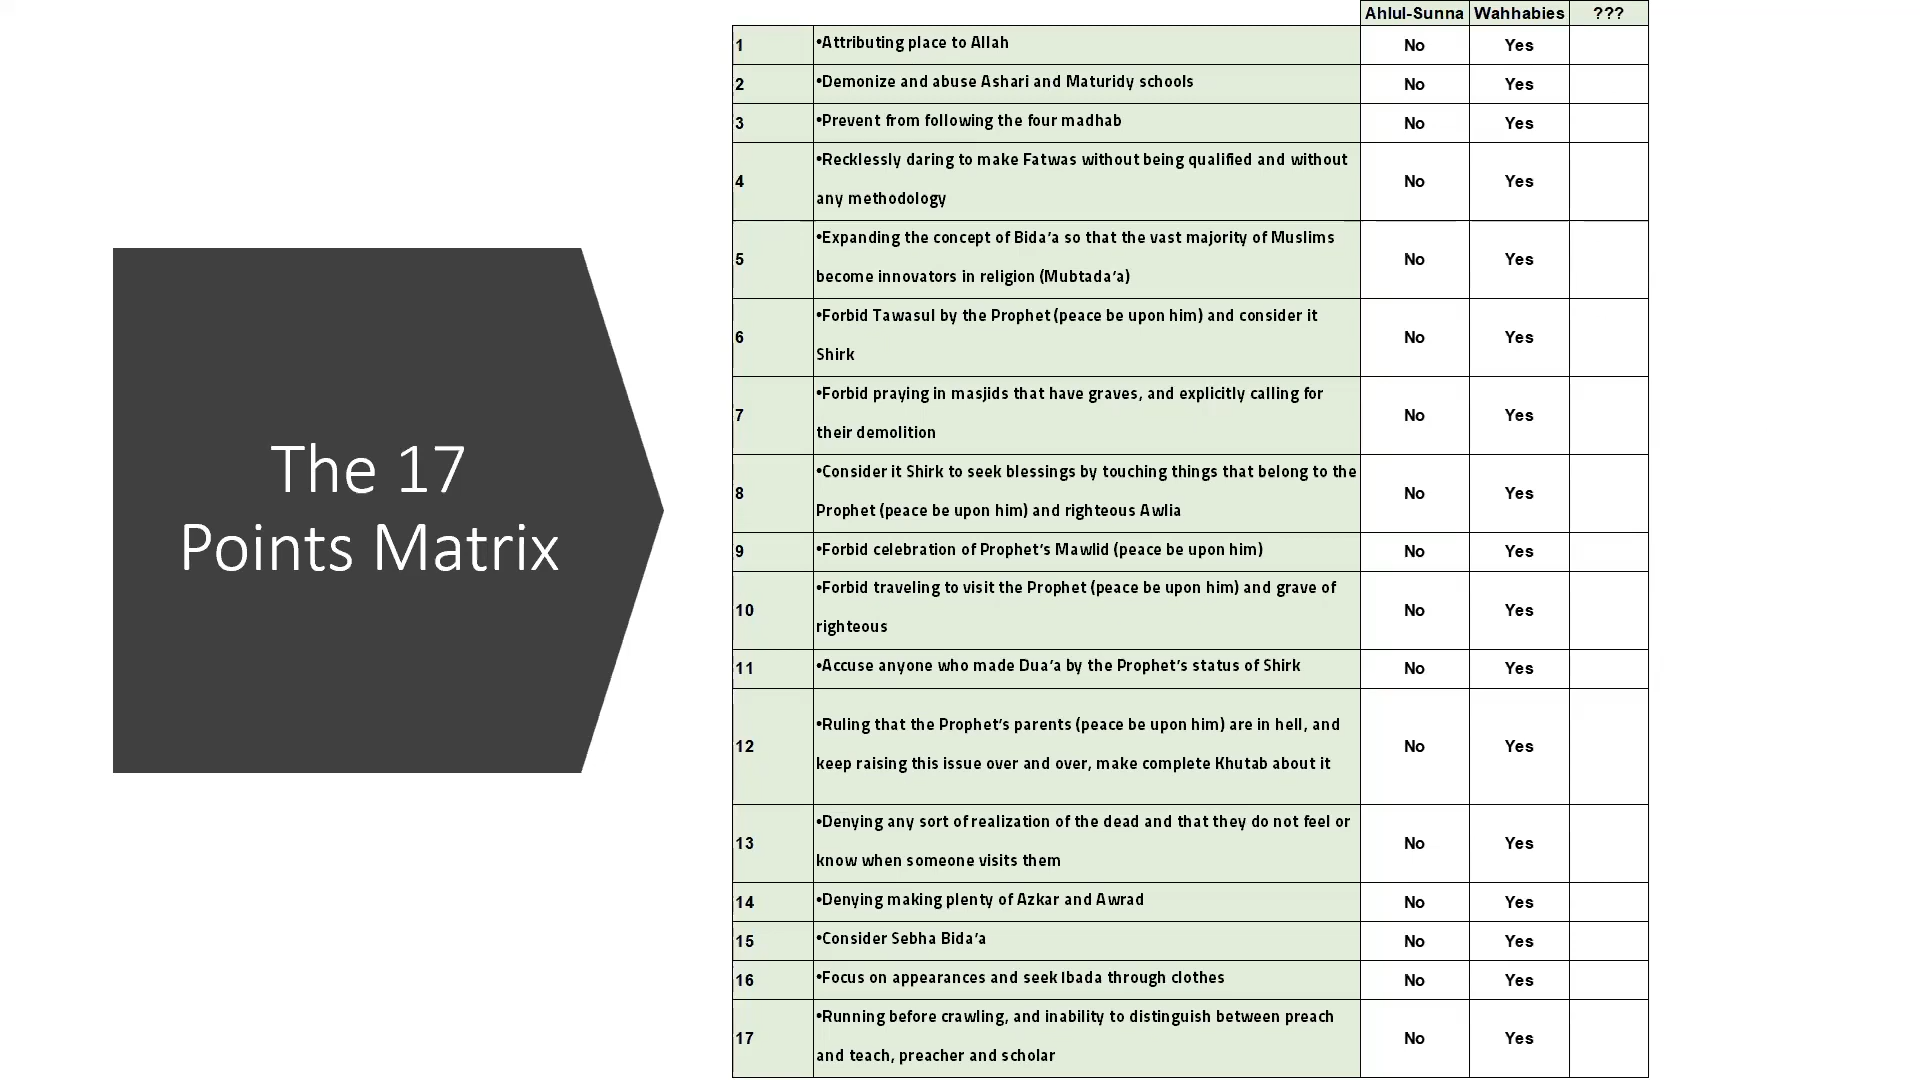 The 17
Points Matrix
Ahlul-Sunna Wahhabies ???
1 •Attributing place to Allah No Yes
2 •Demonize and abuse Ashari and Maturidy schools No Yes
3 •Prevent from following the four madhab No Yes
4 •Recklessly daring to make Fatwas without being qualified and without
any methodology No Yes
5 •Expanding the concept of Bida’a so that the vast majority of Muslims
become innovators in religion (Mubtada’a) No Yes
6 •Forbid Tawasul by the Prophet (peace be upon him) and consider it
Shirk No Yes
7 •Forbid praying in masjids that have graves, and explicitly calling for
their demolition No Yes
8 •Consider it Shirk to seek blessings by touching things that belong to the
Prophet (peace be upon him) and righteous Awlia No Yes
9 •Forbid celebration of Prophet’s Mawlid (peace be upon him) No Yes
10 •Forbid traveling to visit the Prophet (peace be upon him) and grave of
righteous No Yes
11 •Accuse anyone who made Dua’a by the Prophet’s status of Shirk No Yes
12 •Ruling that the Prophet’s parents (peace be upon him) are in hell, and
keep raising this issue over and over, make complete Khutab about it No Yes
13 •Denying any sort of realization of the dead and that they do not feel or
know when someone visits them No Yes
14 •Denying making plenty of Azkar and Awrad No Yes
15 •Consider Sebha Bida’a No Yes
16 •Focus on appearances and seek Ibada through clothes No Yes
17 •Running before crawling, and inability to distinguish between preach
and teach, preacher and scholar No Yes